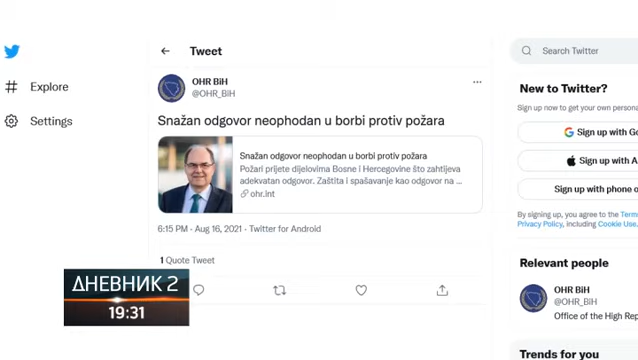 Tweet
Search Twitter
Explore
Settings
OHR BiH
@OHR_BiH
Snažan odgovor neophodan u borbi protiv požara
Snažan odgovor neophodan u borbi protiv požara
Požari prijete dijelovima Bosne i Hercegovine što zahtijeva
adekvatan odgovor. Zaštita i spašavanje kao odgovor na ...
ohr.int
6:15 PM · Aug 16, 2021 · Twitter for Android
1 Quote Tweet
ДНЕВНИК 2
19:31
New to Twitter?
Sign up now to get your own persona
Sign up with Go
Sign up with A
Sign up with phone o
By signing up, you agree to the Term
Privacy Policy, including Cookie Use.
Relevant people
OHR BiH
@OHR_BiH
Office of the High Rep
Trends for you